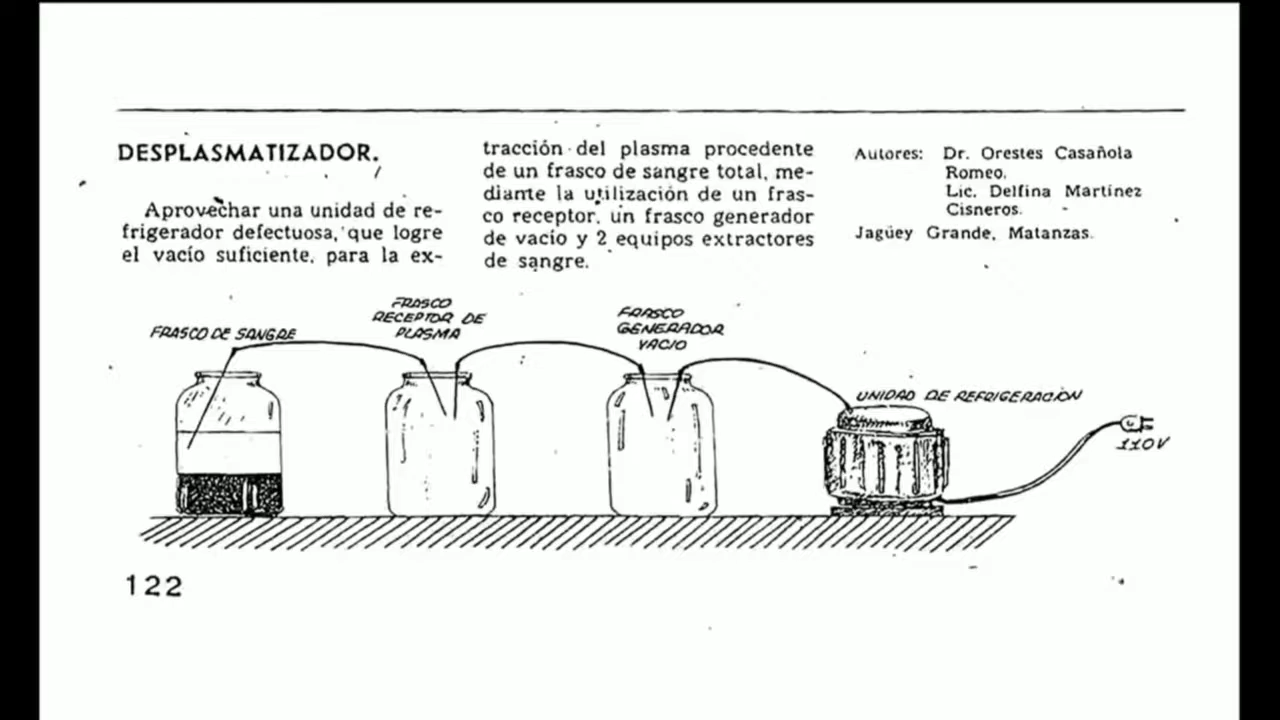 DESPLASMATIZADOR.
Aprovechar una unidad de re-
frigerador defectuosa, que logre
el vacío suficiente, para la ex-
tracción del plasma procedente
de un frasco de sangre total, me-
diante la utilización de un fras-
co receptor, un frasco generador
de vacío y 2 equipos extractores
de sangre.
Autores: Dr. Orestes Casañola
Romeo.
Lic. Delfina Martínez
Cisneros.
Jagüey Grande, Matanzas.
FRASCO DE SANGRE
FRASCO
RECEPTOR DE
PLASMA
FRASCO
GENERADOR
VACIO
UNIDAD DE REFRIGERACIÓN
110V
122